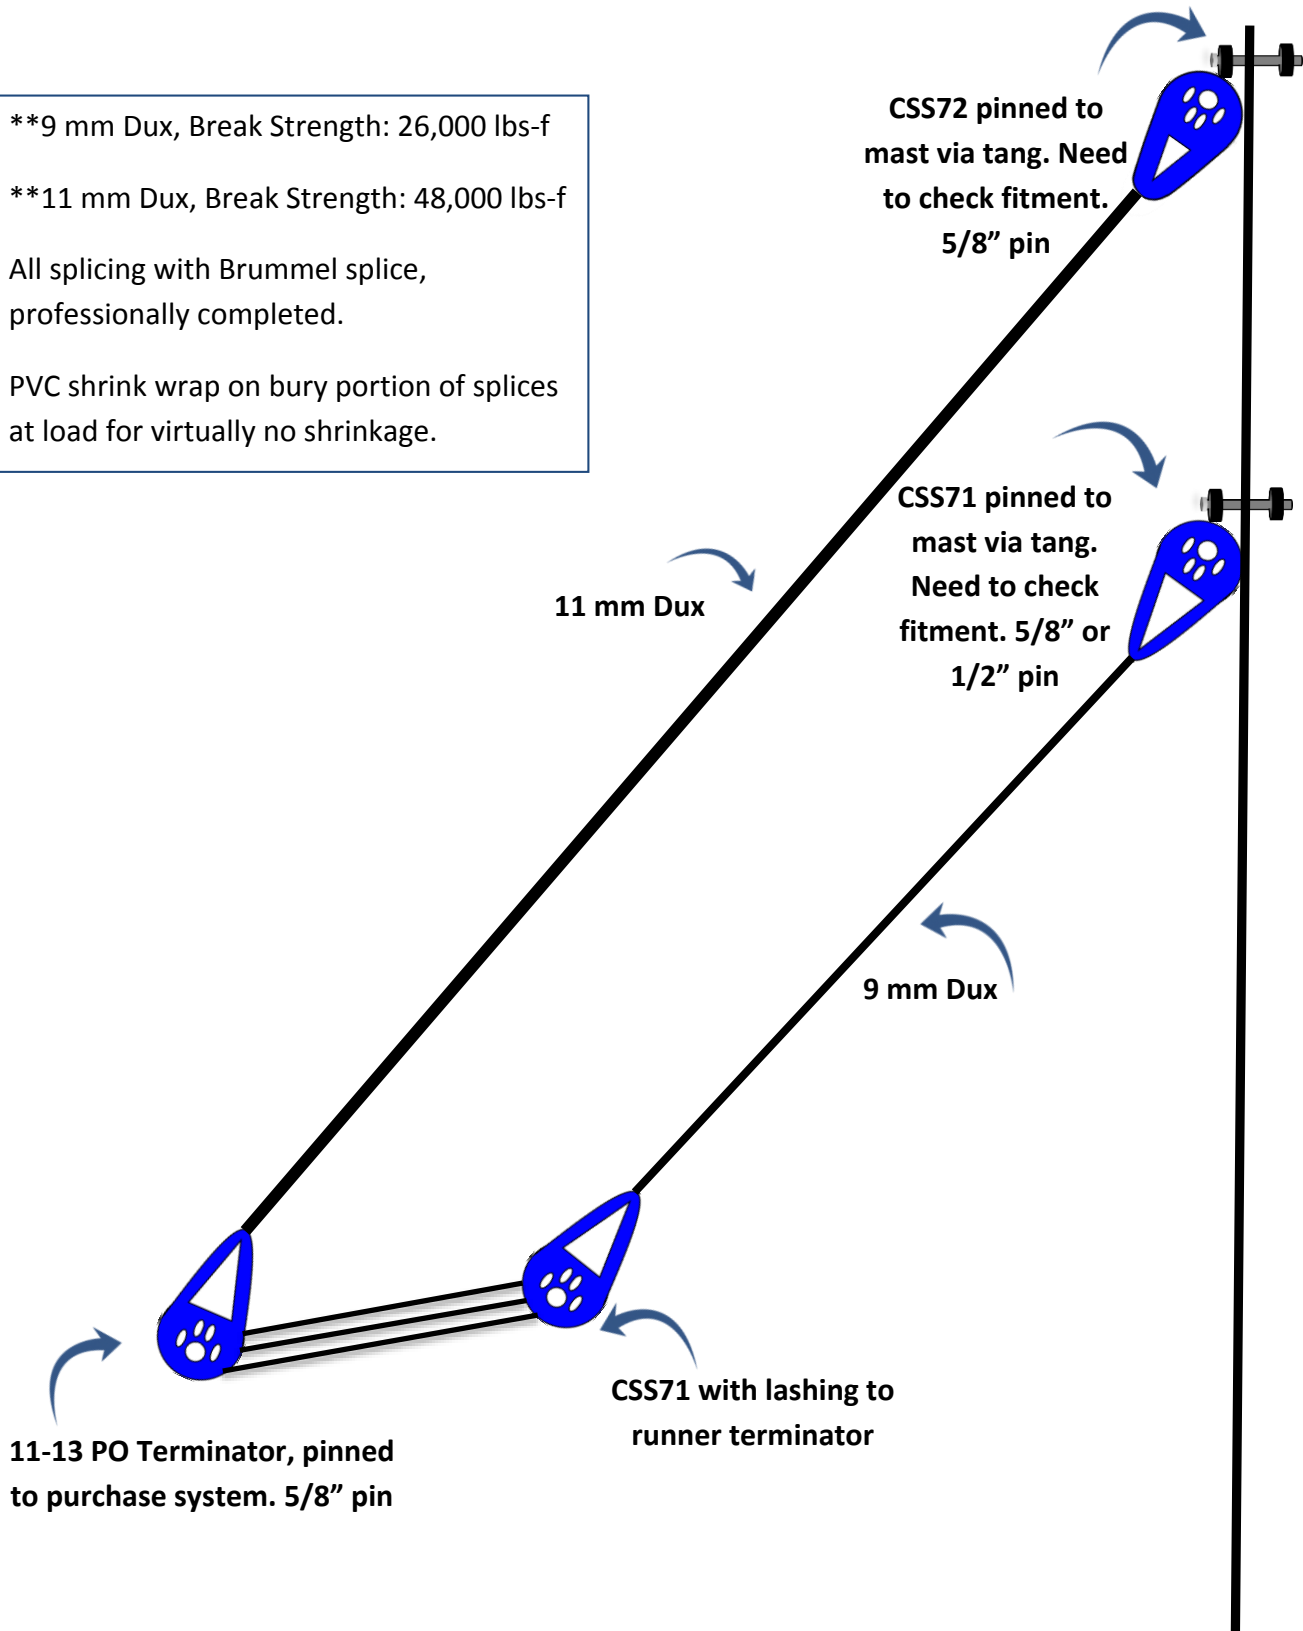 **9 mm Dux, Break Strength: 26,000 lbs-f
**11 mm Dux, Break Strength: 48,000 lbs-f
All splicing with Brummel splice,
professionally completed.
PVC shrink wrap on bury portion of splices
at load for virtually no shrinkage.
CSS72 pinned to
mast via tang. Need
to check fitment.
5/8” pin
CSS71 pinned to
mast via tang.
Need to check
fitment. 5/8” or
1/2” pin
11 mm Dux
9 mm Dux
CSS71 with lashing to
runner terminator
11-13 PO Terminator, pinned
to purchase system. 5/8” pin